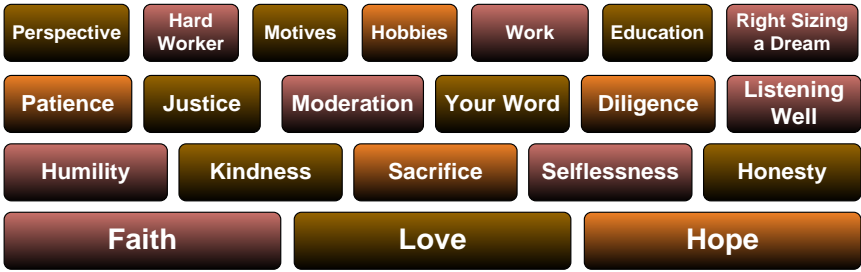 Perspective
Hard
Worker
Motives
Hobbies
Work
Education
Right Sizing
a Dream
Patience
Justice
Moderation
Your Word
Diligence
Listening
Well
Humility
Kindness
Sacrifice
Selflessness
Honesty
Faith
Love
Hope